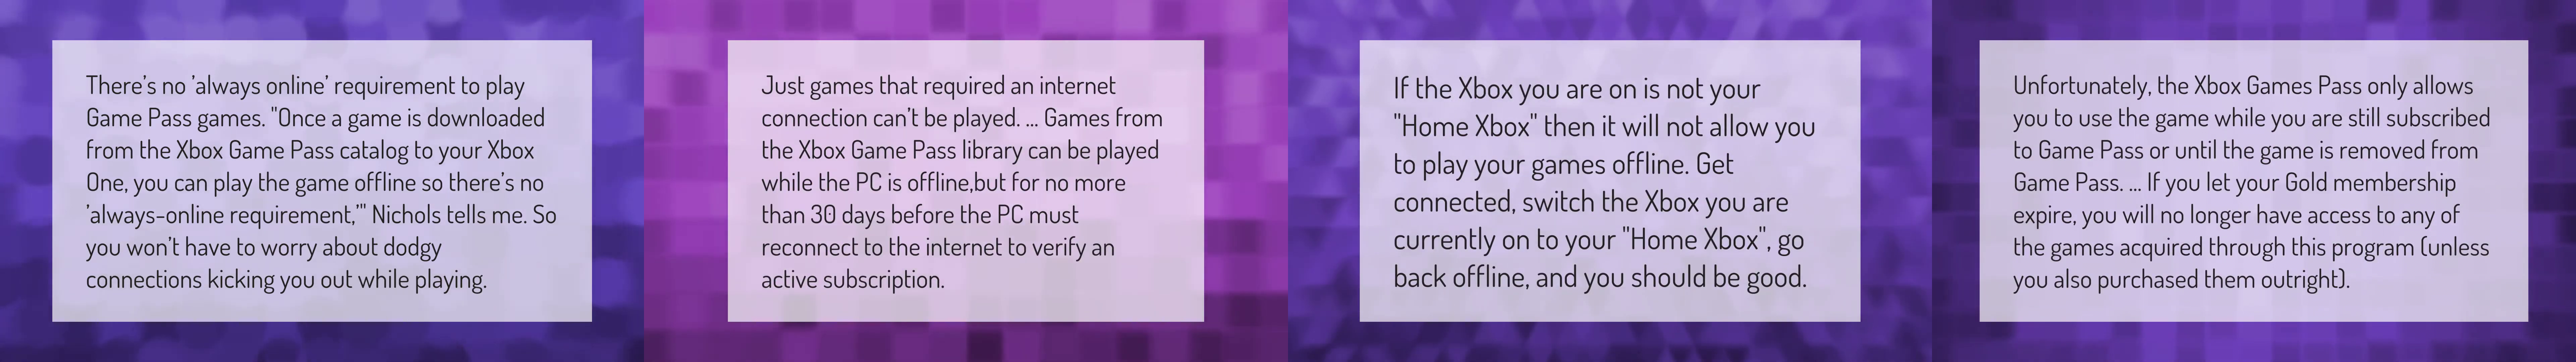 There's no 'always online' requirement to play
Game Pass games. "Once a game is downloaded
from the Xbox Game Pass catalog to your Xbox
One, you can play the game offline so there's no
'always-online requirement,'" Nichols tells me. So
you won't have to worry about dodgy
connections kicking you out while playing.
Just games that required an internet
connection can't be played. ... Games from
the Xbox Game Pass library can be played
while the PC is offline,but for no more
than 30 days before the PC must
reconnect to the internet to verify an
active subscription.
If the Xbox you are on is not your
"Home Xbox" then it will not allow you
to play your games offline. Get
connected, switch the Xbox you are
currently on to your "Home Xbox", go
back offline, and you should be good.
Unfortunately, the Xbox Games Pass only allows
you to use the game while you are still subscribed
to Game Pass or until the game is removed from
Game Pass. ... If you let your Gold membership
expire, you will no longer have access to any of
the games acquired through this program (unless
you also purchased them outright).